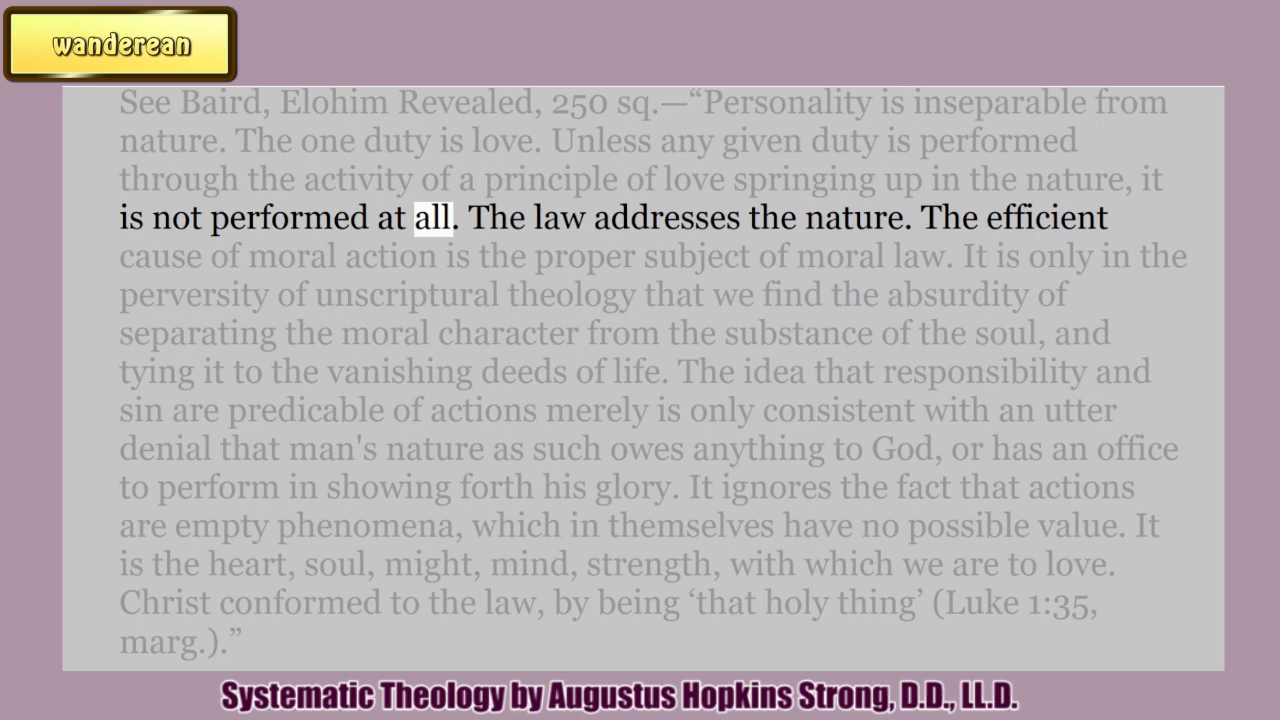 wanderean
See Baird, Elohim Revealed, 250 sq.—“Personality is inseparable from
nature. The one duty is love. Unless any given duty is performed
through the activity of a principle of love springing up in the nature, it
is not performed at all. The law addresses the nature. The efficient
cause of moral action is the proper subject of moral law. It is only in the
perversity of unscriptural theology that we find the absurdity of
separating the moral character from the substance of the soul, and
tying it to the vanishing deeds of life. The idea that responsibility and
sin are predicable of actions merely is only consistent with an utter
denial that man's nature as such owes anything to God, or has an office
to perform in showing forth his glory. It ignores the fact that actions
are empty phenomena, which in themselves have no possible value. It
is the heart, soul, might, mind, strength, with which we are to love.
Christ conformed to the law, by being ‘that holy thing’ (Luke 1:35,
marg.).”
Systematic Theology by Augustus Hopkins Strong, D.D., LL.D.